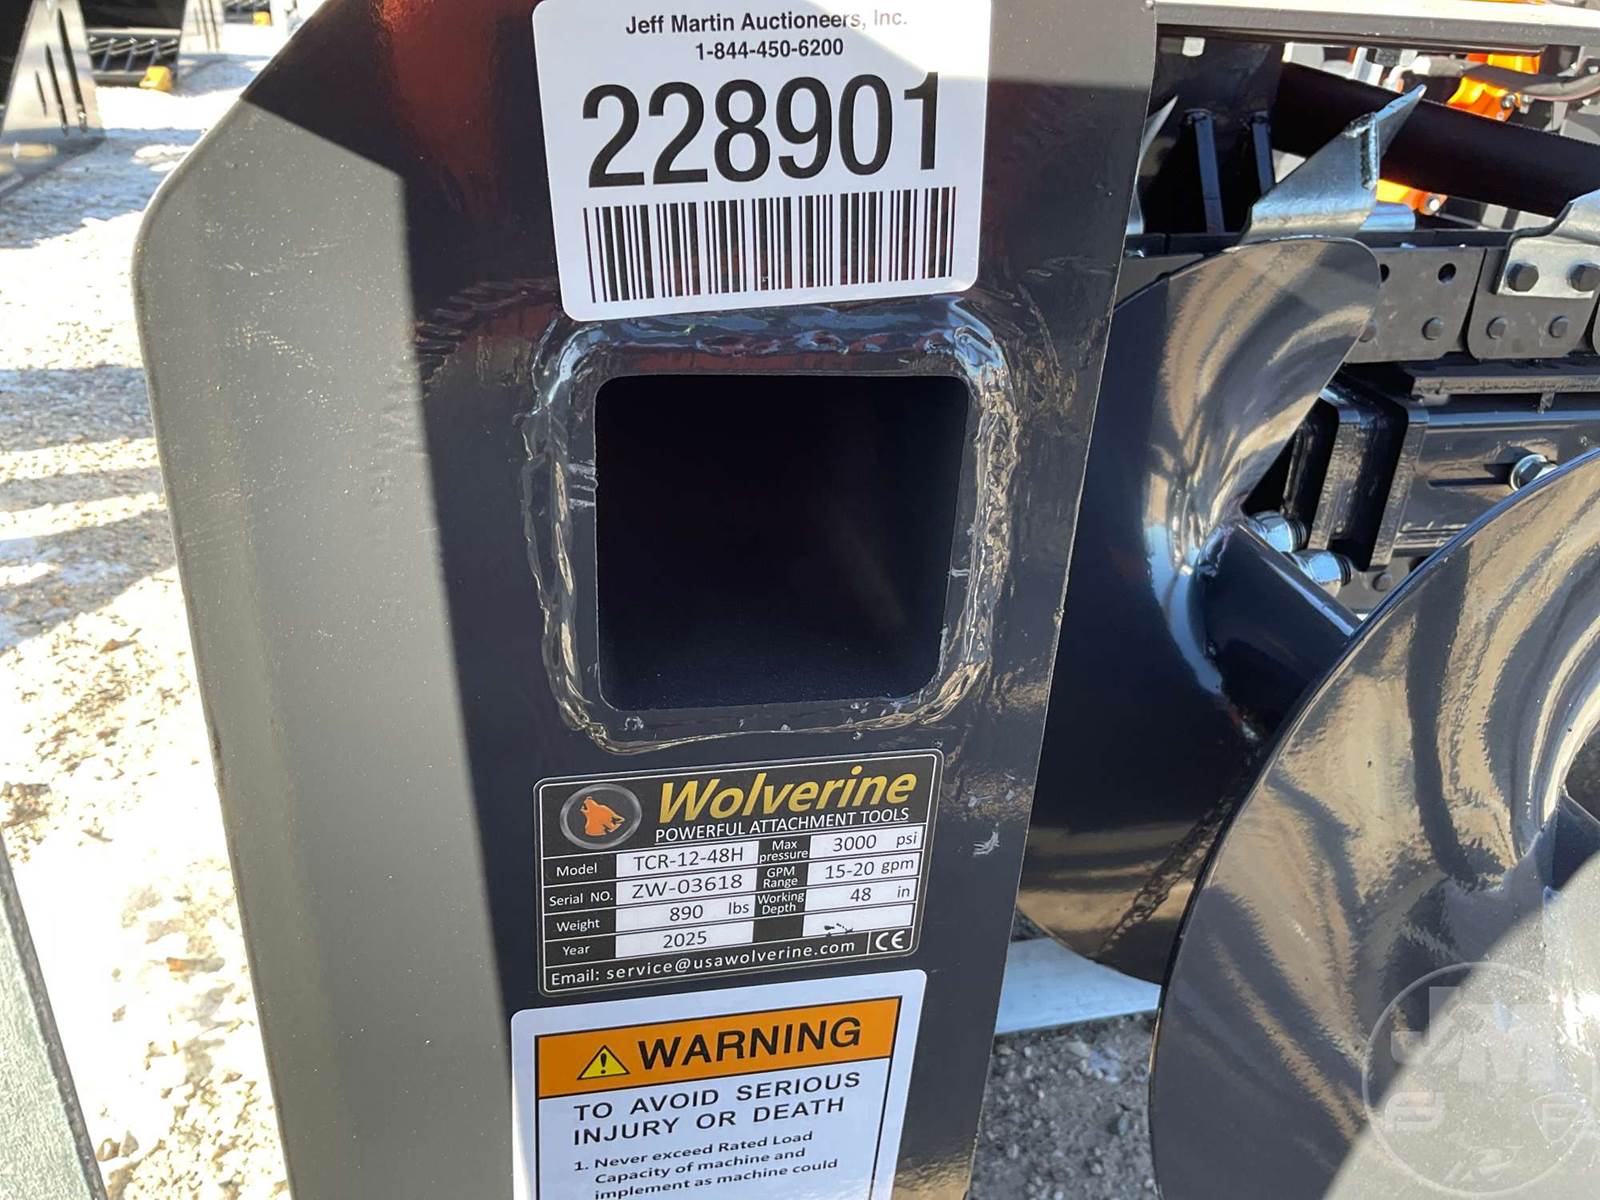 Jeff Martin Auctioneers, Inc.
1-844-450-6200
228901
Wolverine
POWERFUL ATTACHMENT TOOLS
Model TCR-12-48H Max pressure 3000 psi
Serial NO. ZW-03618 GPM Range 15-20 gpm
Weight 890 lbs Working Depth 48 in
Year 2025
Email: service@usawolverine.com CE
WARNING
TO AVOID SERIOUS
INJURY OR DEATH
1. Never exceed Rated Load
Capacity of machine and
implement as machine could
JM